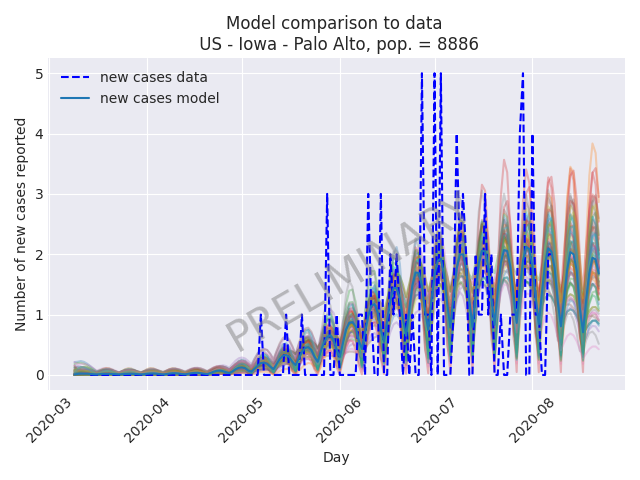 Model comparison to data
US - Iowa - Palo Alto, pop. = 8886
5
4
3
2
1
0
Number of new cases reported
new cases data
new cases model
PRELIMINARY
2020-03
2020-04
2020-05
2020-06
2020-07
2020-08
Day